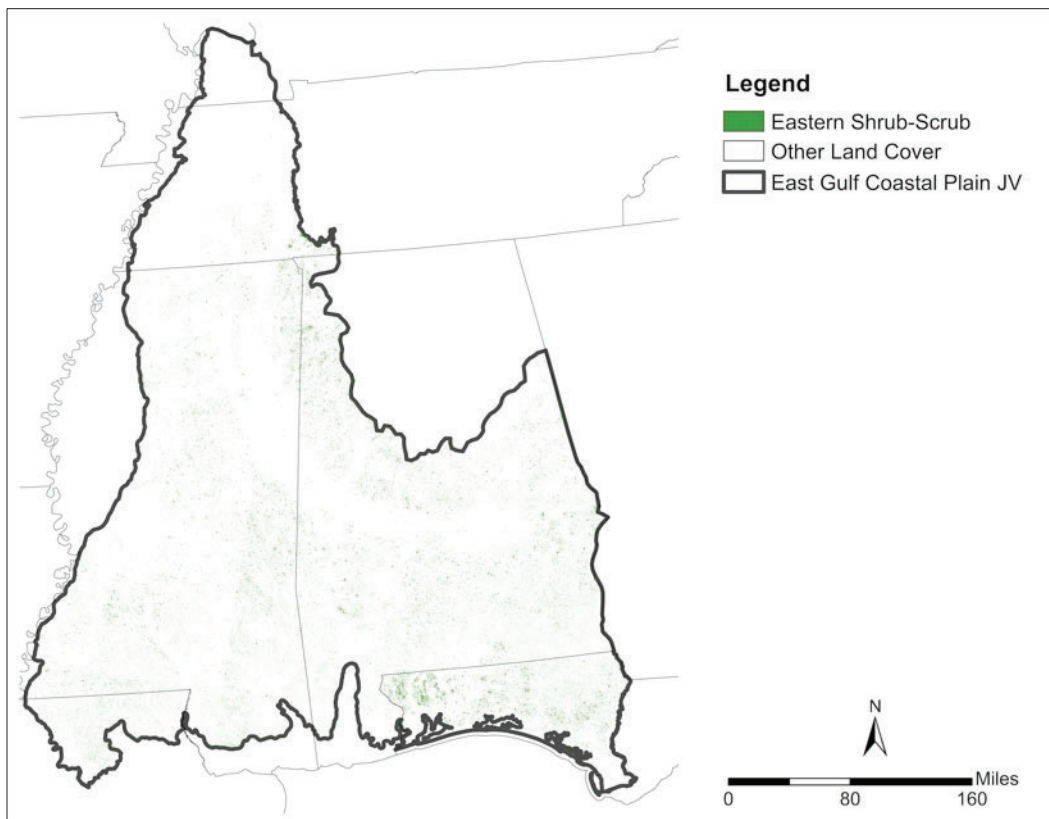 Legend
Eastern Shrub-Scrub
Other Land Cover
East Gulf Coastal Plain JV
N
Miles
0 80 160